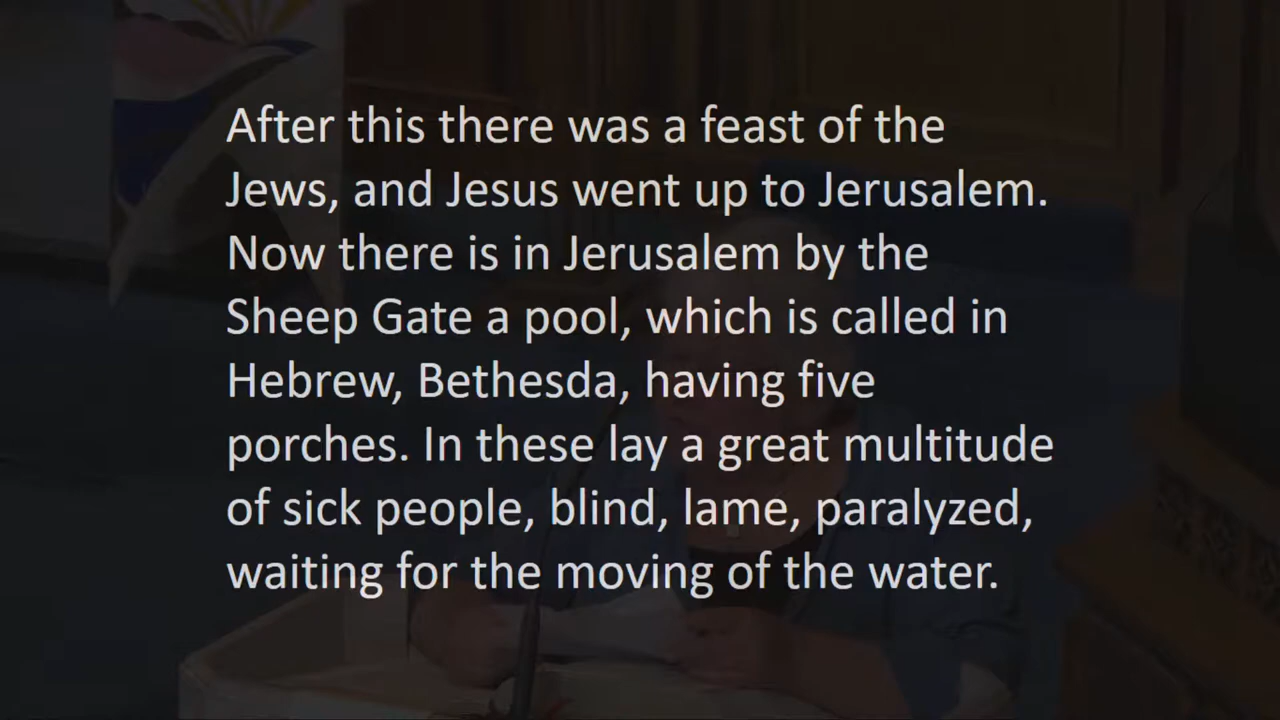 After this there was a feast of the
Jews, and Jesus went up to Jerusalem.
Now there is in Jerusalem by the
Sheep Gate a pool, which is called in
Hebrew, Bethesda, having five
porches. In these lay a great multitude
of sick people, blind, lame, paralyzed,
waiting for the moving of the water.